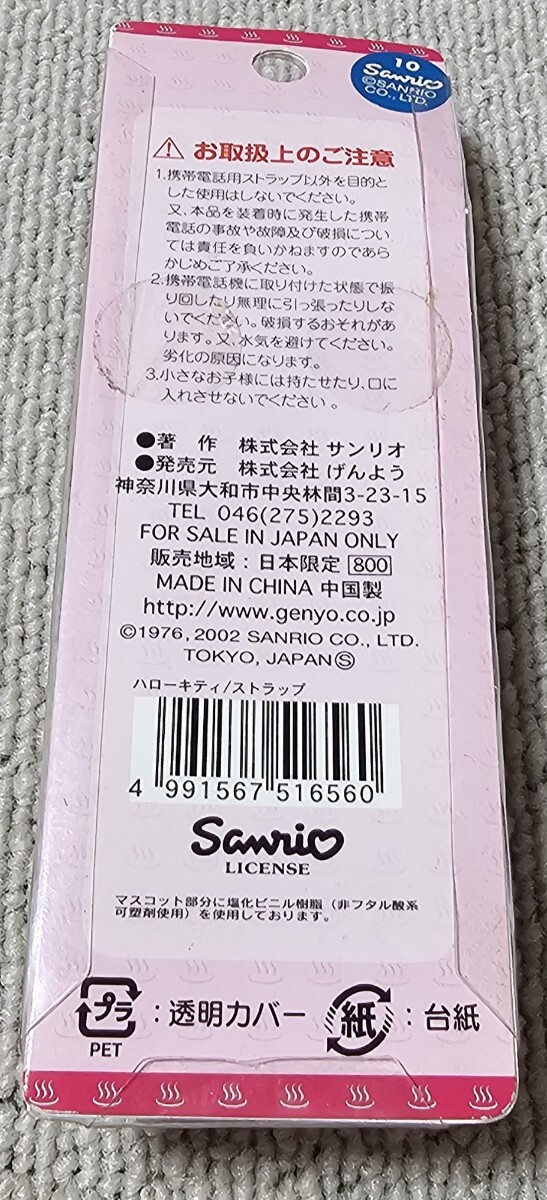 10
Sanrio
©SANRIO
CO., LTD.
⚠ お取扱上のご注意
1.携帯電話用ストラップ以外を目的と
した使用はしないでください。
又、本品を装着時に発生した携帯
電話の事故や故障及び破損につい
ては責任を負いかねますのであら
かじめご了承ください。
2.携帯電話機に取り付けた状態で振
り回したり無理に引っ張ったりしな
いでください。破損するおそれがあ
ります。又、水気を避けてください。
劣化の原因になります。
3.小さなお子様には持たせたり、口に
入れさせないでください。
●著 作 株式会社 サンリオ
●発売元 株式会社 げんよう
神奈川県大和市中央林間3-23-15
TEL 046(275)2293
FOR SALE IN JAPAN ONLY
販売地域：日本限定 800
MADE IN CHINA 中国製
http://www.genyo.co.jp
©1976, 2002 SANRIO CO., LTD.
TOKYO, JAPAN Ⓢ
ハローキティ/ストラップ
4 991567 516560
Sanrio
LICENSE
マスコット部分に塩化ビニル樹脂（非フタル酸系
可塑剤使用）を使用しております。
プラ：透明カバー
PET
紙：台紙